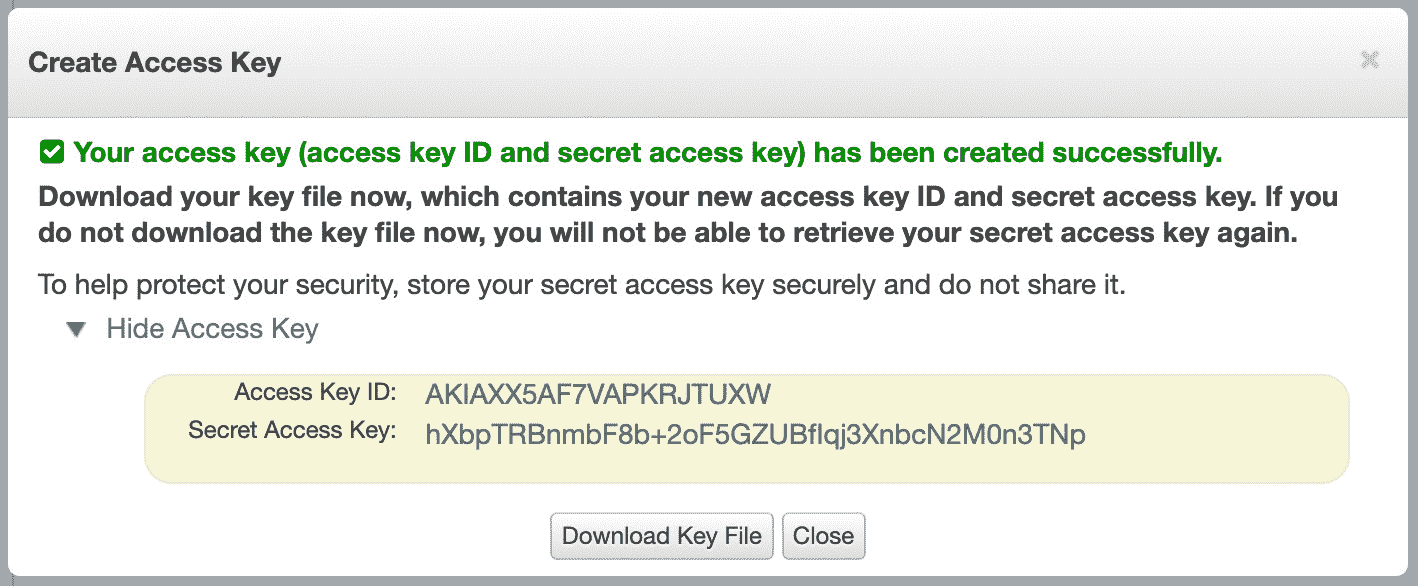 Create Access Key
Your access key (access key ID and secret access key) has been created successfully.
Download your key file now, which contains your new access key ID and secret access key. If you
do not download the key file now, you will not be able to retrieve your secret access key again.
To help protect your security, store your secret access key securely and do not share it.
Hide Access Key
Access Key ID: AKIAXX5AF7VAPKRJTUXW
Secret Access Key:
Download Key File Close